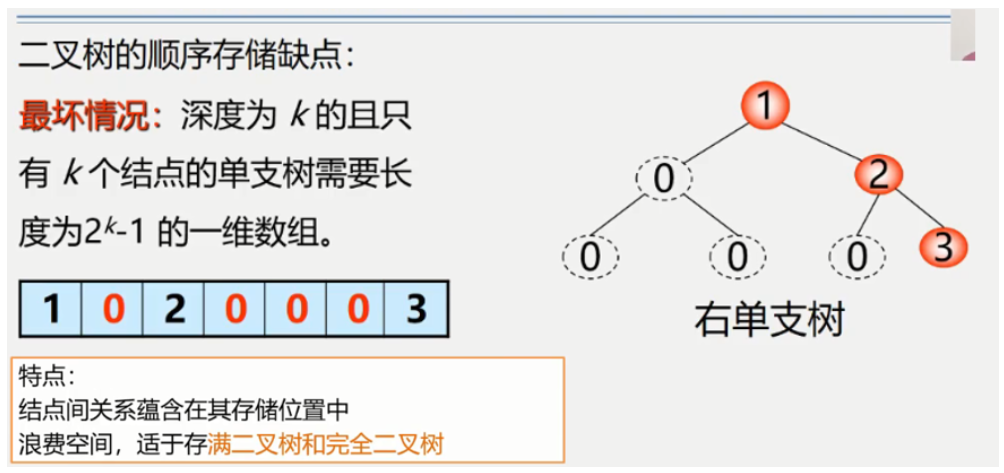 二叉树的顺序存储缺点：
最坏情况：深度为 k 的且只
有 k 个结点的单支树需要长
度为2ᵏ-1 的一维数组。
1 0 2 0 0 0 3
特点：
结点间关系蕴含在其存储位置中
浪费空间，适于存满二叉树和完全二叉树
1
0 2
0 0 0 3
右单支树